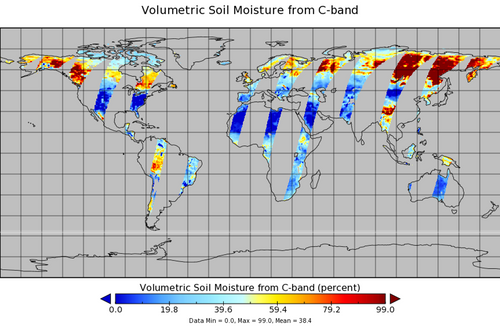 Volumetric Soil Moisture from C-band
Volumetric Soil Moisture from C-band (percent)
0.0 19.8 39.6 59.4 79.2 99.0
Data Min = 0.0, Max = 99.0, Mean = 38.4